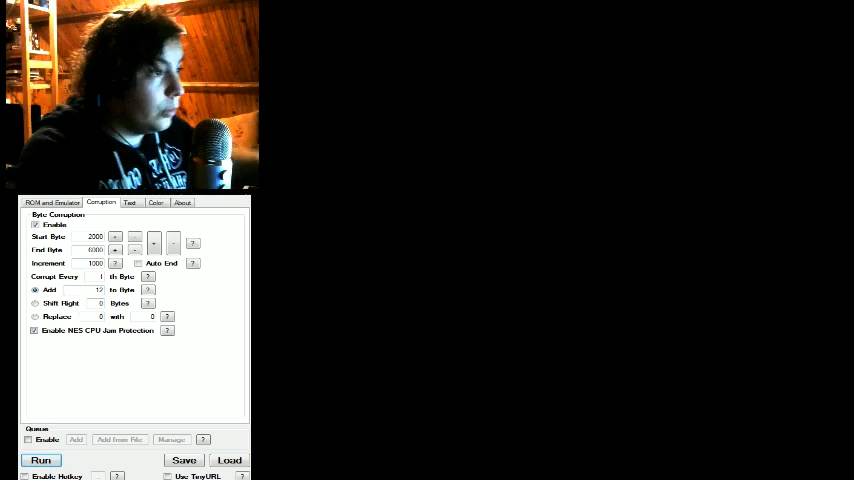 ROM and Emulator Corruption Text Color About
Byte Corruption
Enable
Start Byte 2000 + - + - ?
End Byte 6000 + -
Increment 1000 ? Auto End ?
Corrupt Every 1 th Byte ?
Add 12 to Byte ?
Shift Right 0 Bytes ?
Replace 0 with 0 ?
Enable NES CPU Jam Protection ?
Queue
Enable Add Add from File Manage ?
Run Save Load
Enable Hotkey ... ? Use TinyURL ?